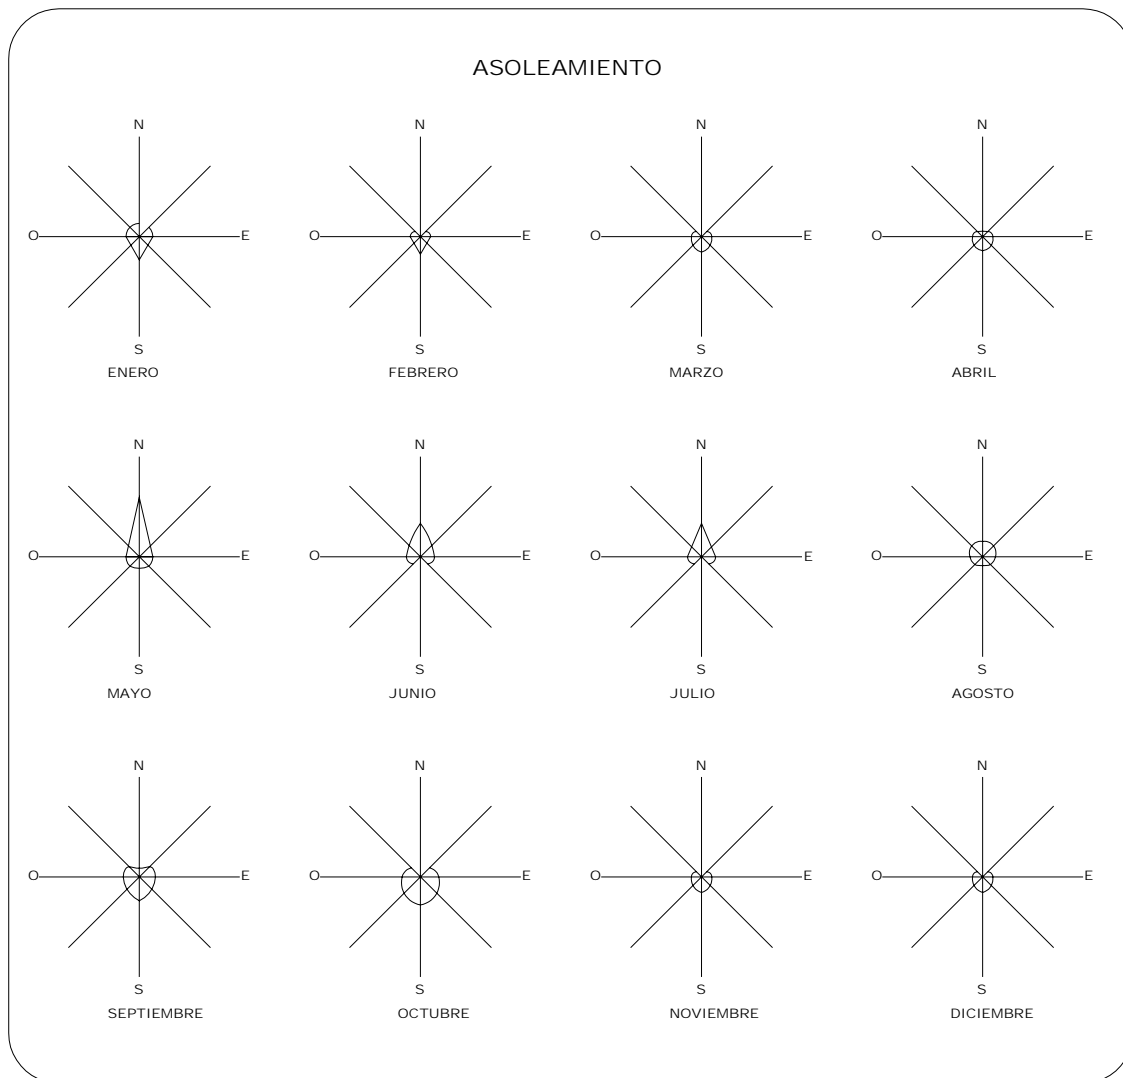 ASOLEAMIENTO
N N N N
O E O E O E O E
S S S S
ENERO FEBRERO MARZO ABRIL
N N N N
O E O E O E O E
S S S S
MAYO JUNIO JULIO AGOSTO
N N N N
O E O E O E O E
S S S S
SEPTIEMBRE OCTUBRE NOVIEMBRE DICIEMBRE